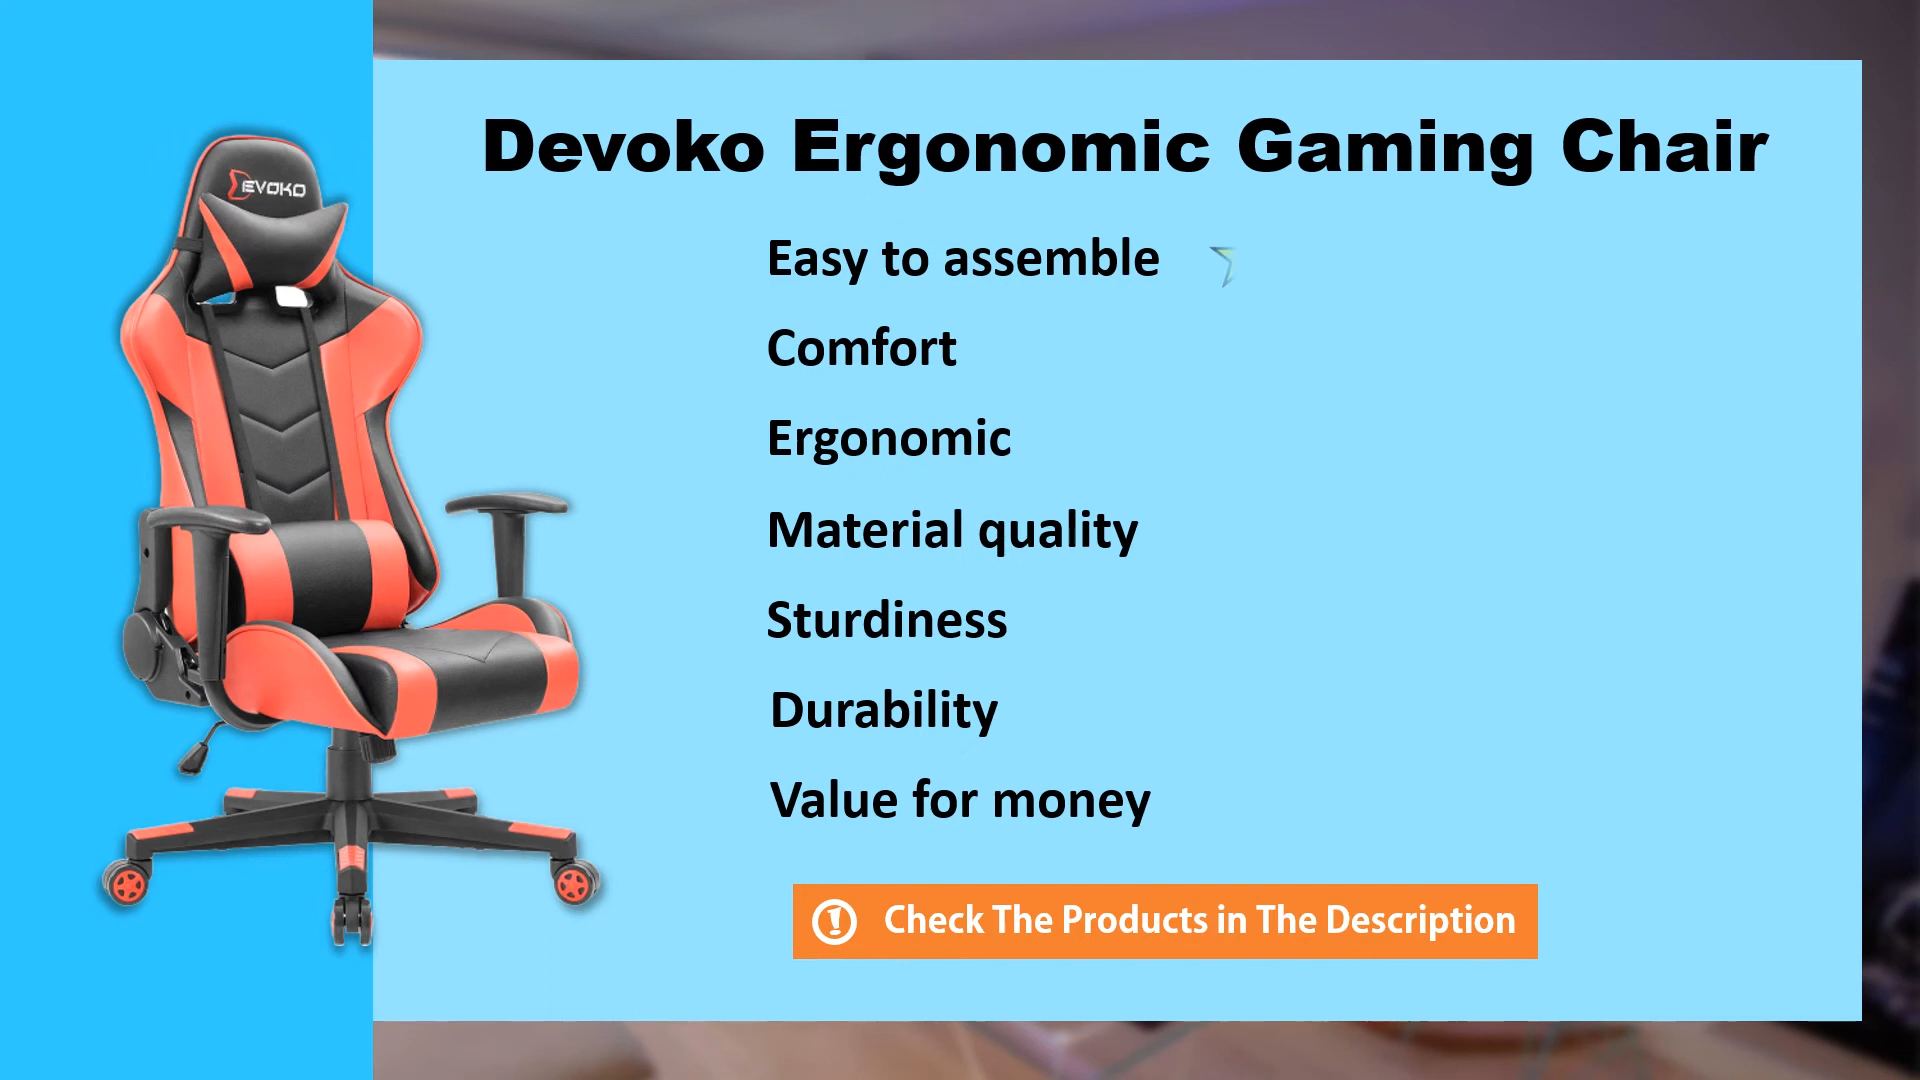 Devoko Ergonomic Gaming Chair
DEVOKO
Easy to assemble
Comfort
Ergonomic
Material quality
Sturdiness
Durability
Value for money
Check The Products in The Description